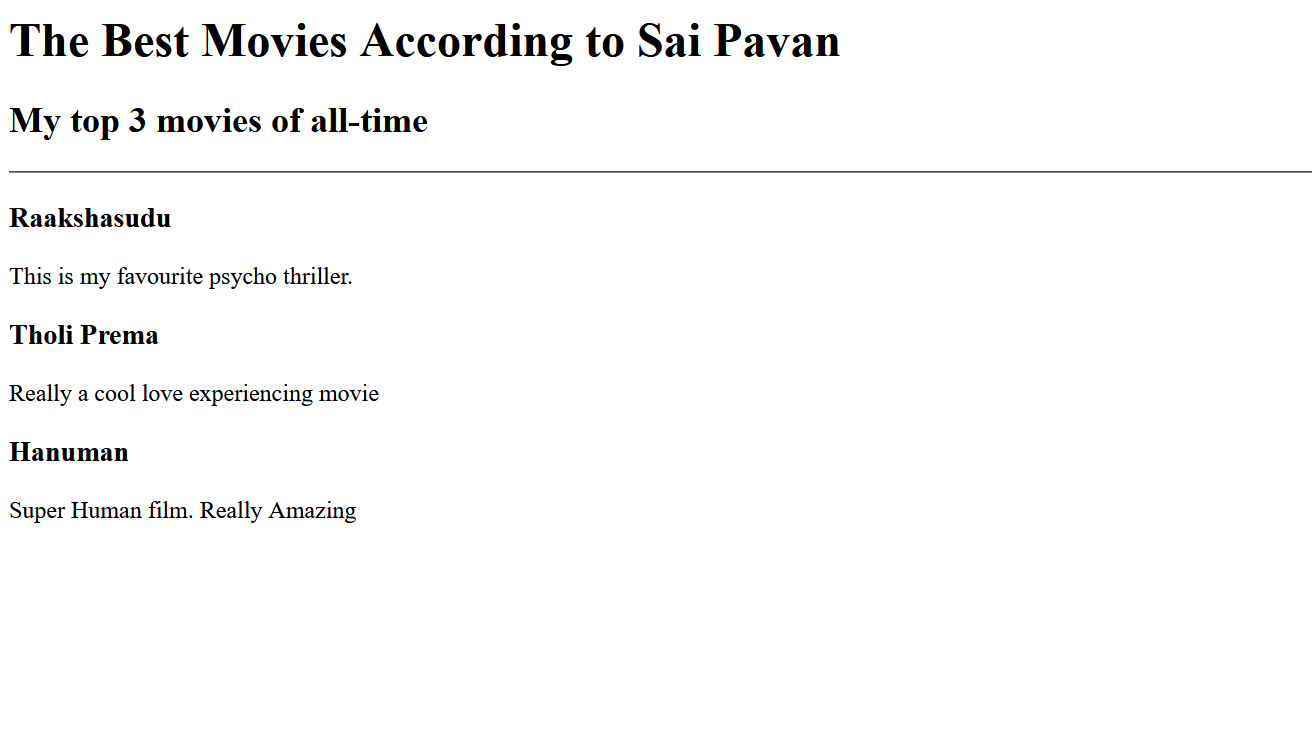 The Best Movies According to Sai Pavan
My top 3 movies of all-time
Raakshasudu
This is my favourite psycho thriller.
Tholi Prema
Really a cool love experiencing movie
Hanuman
Super Human film. Really Amazing